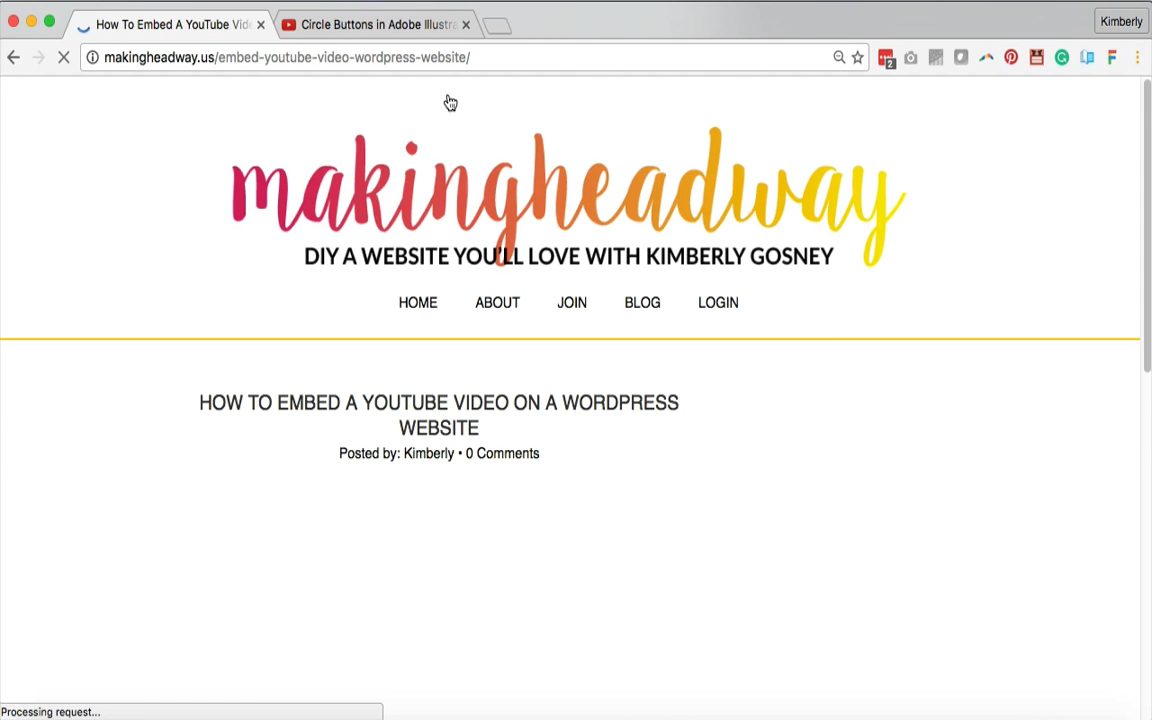 How To Embed A YouTube Vid
Circle Buttons in Adobe Illustra
Kimberly
makingheadway.us/embed-youtube-video-wordpress-website/
2
makingheadway
DIY A WEBSITE YOU'LL LOVE WITH KIMBERLY GOSNEY
HOME ABOUT JOIN BLOG LOGIN
HOW TO EMBED A YOUTUBE VIDEO ON A WORDPRESS
WEBSITE
Posted by: Kimberly • 0 Comments
Processing request...